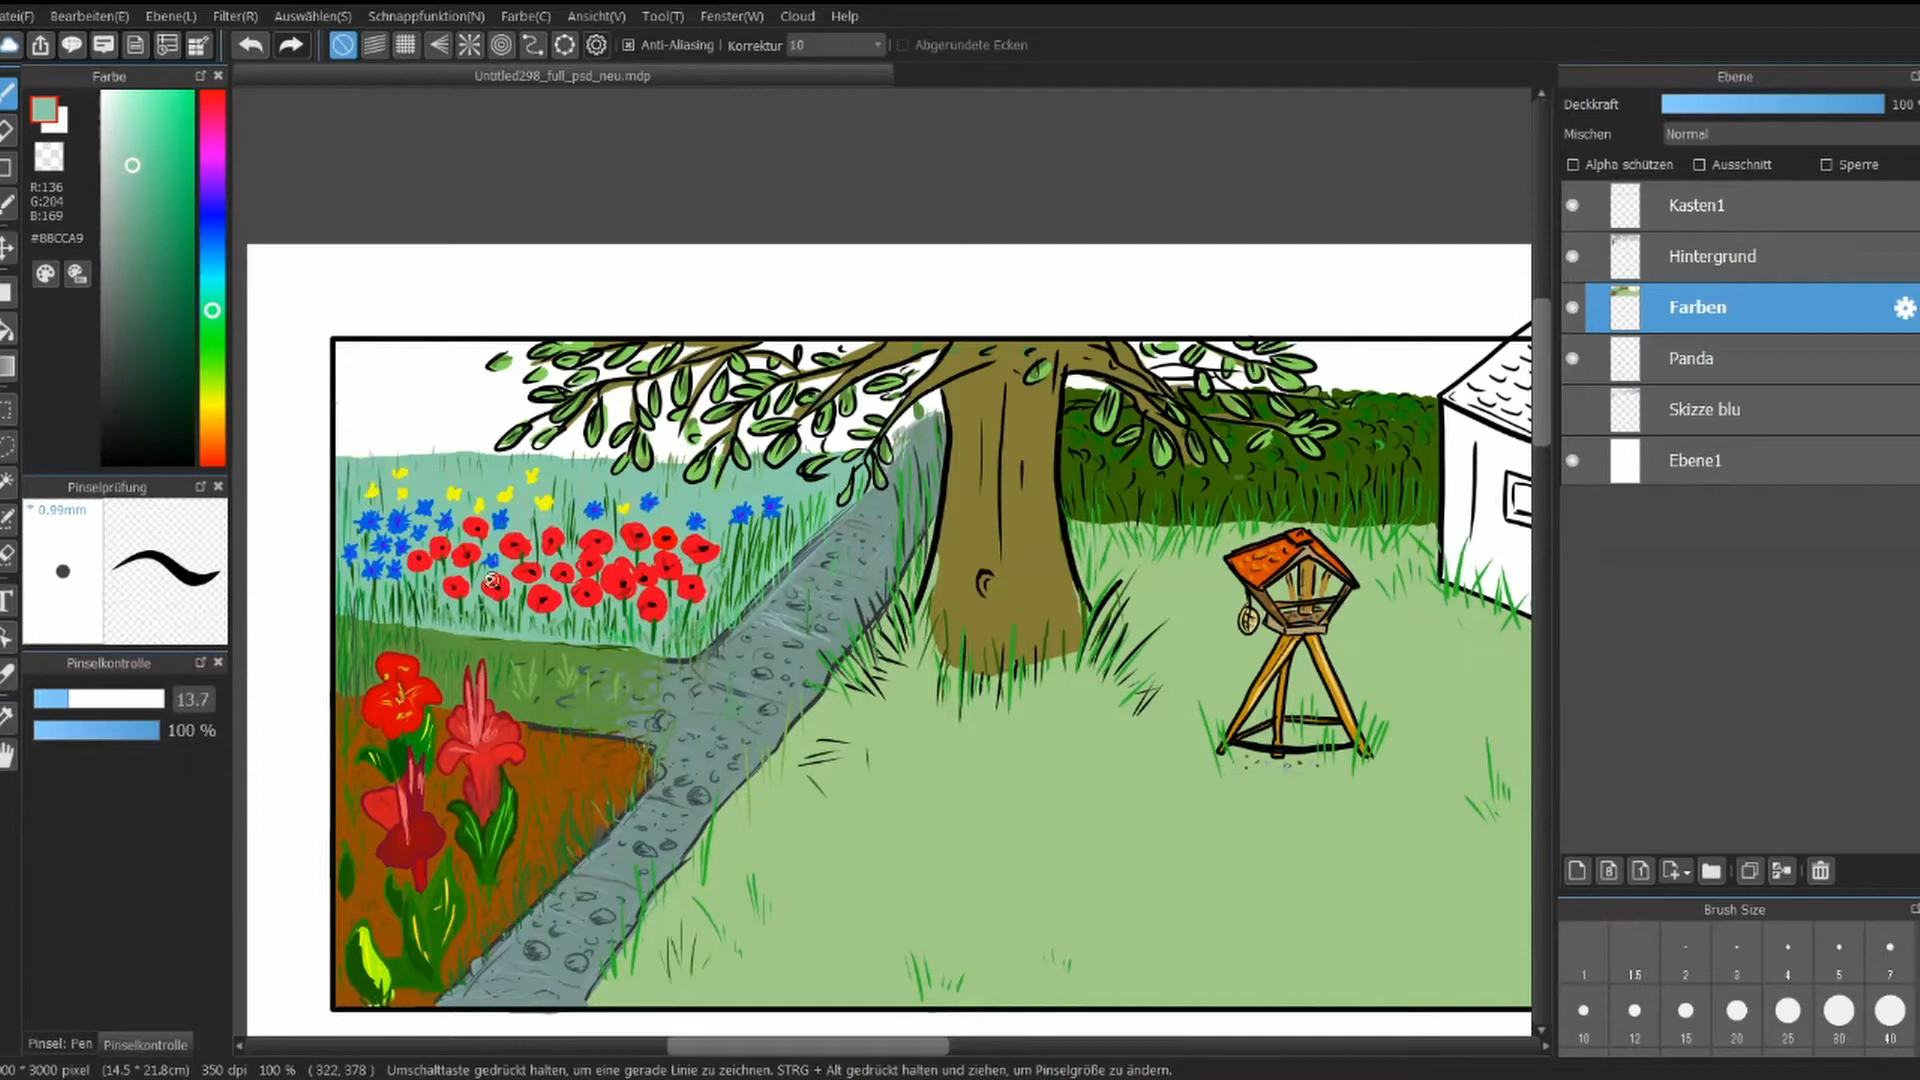 atei(F) Bearbeiten(E) Ebene(L) Filter(R) Auswählen(S) Schnappfunktion(N) Farbe(C) Ansicht(V) Tool(T) Fenster(W) Cloud Help
Anti-Aliasing Korrektur 10 Abgerundete Ecken
Farbe
Untitled298_full_psd_neu.mdp
Ebene
Deckkraft 100 %
Mischen Normal
Alpha schützen Ausschnitt Sperre
R:136
G:204
B:169
#88CCA9
Kasten1
Hintergrund
Farben
Panda
Skizze blu
Ebene1
Pinselprüfung
* 0.99mm
Pinselkontrolle
13.7
100 %
Brush Size
1 1.5 2 3 4 5 7
10 12 15 20 25 30 40
Pinsel: Pen Pinselkontrolle
00 * 3000 pixel (14.5 * 21.8cm) 350 dpi 100 % ( 322, 378 ) Umschalttaste gedrückt halten, um eine gerade Linie zu zeichnen. STRG + Alt gedrückt halten und ziehen, um Pinselgröße zu ändern.